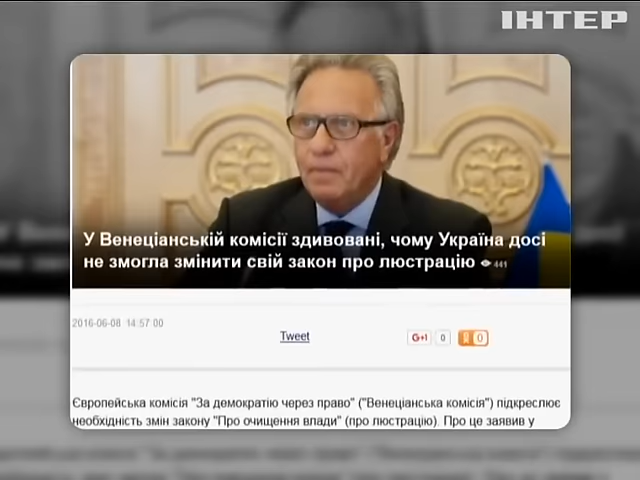 ІНТЕР
У Венеціанській комісії здивовані, чому Україна досі
не змогла змінити свій закон про люстрацію 441
2016-06-08 14:57:00
Tweet
G+1 0 0
Європейська комісія "За демократію через право" ("Венеціанська комісія") підкреслює
необхідність змін закону "Про очищення влади" (про люстрацію). Про це заявив у